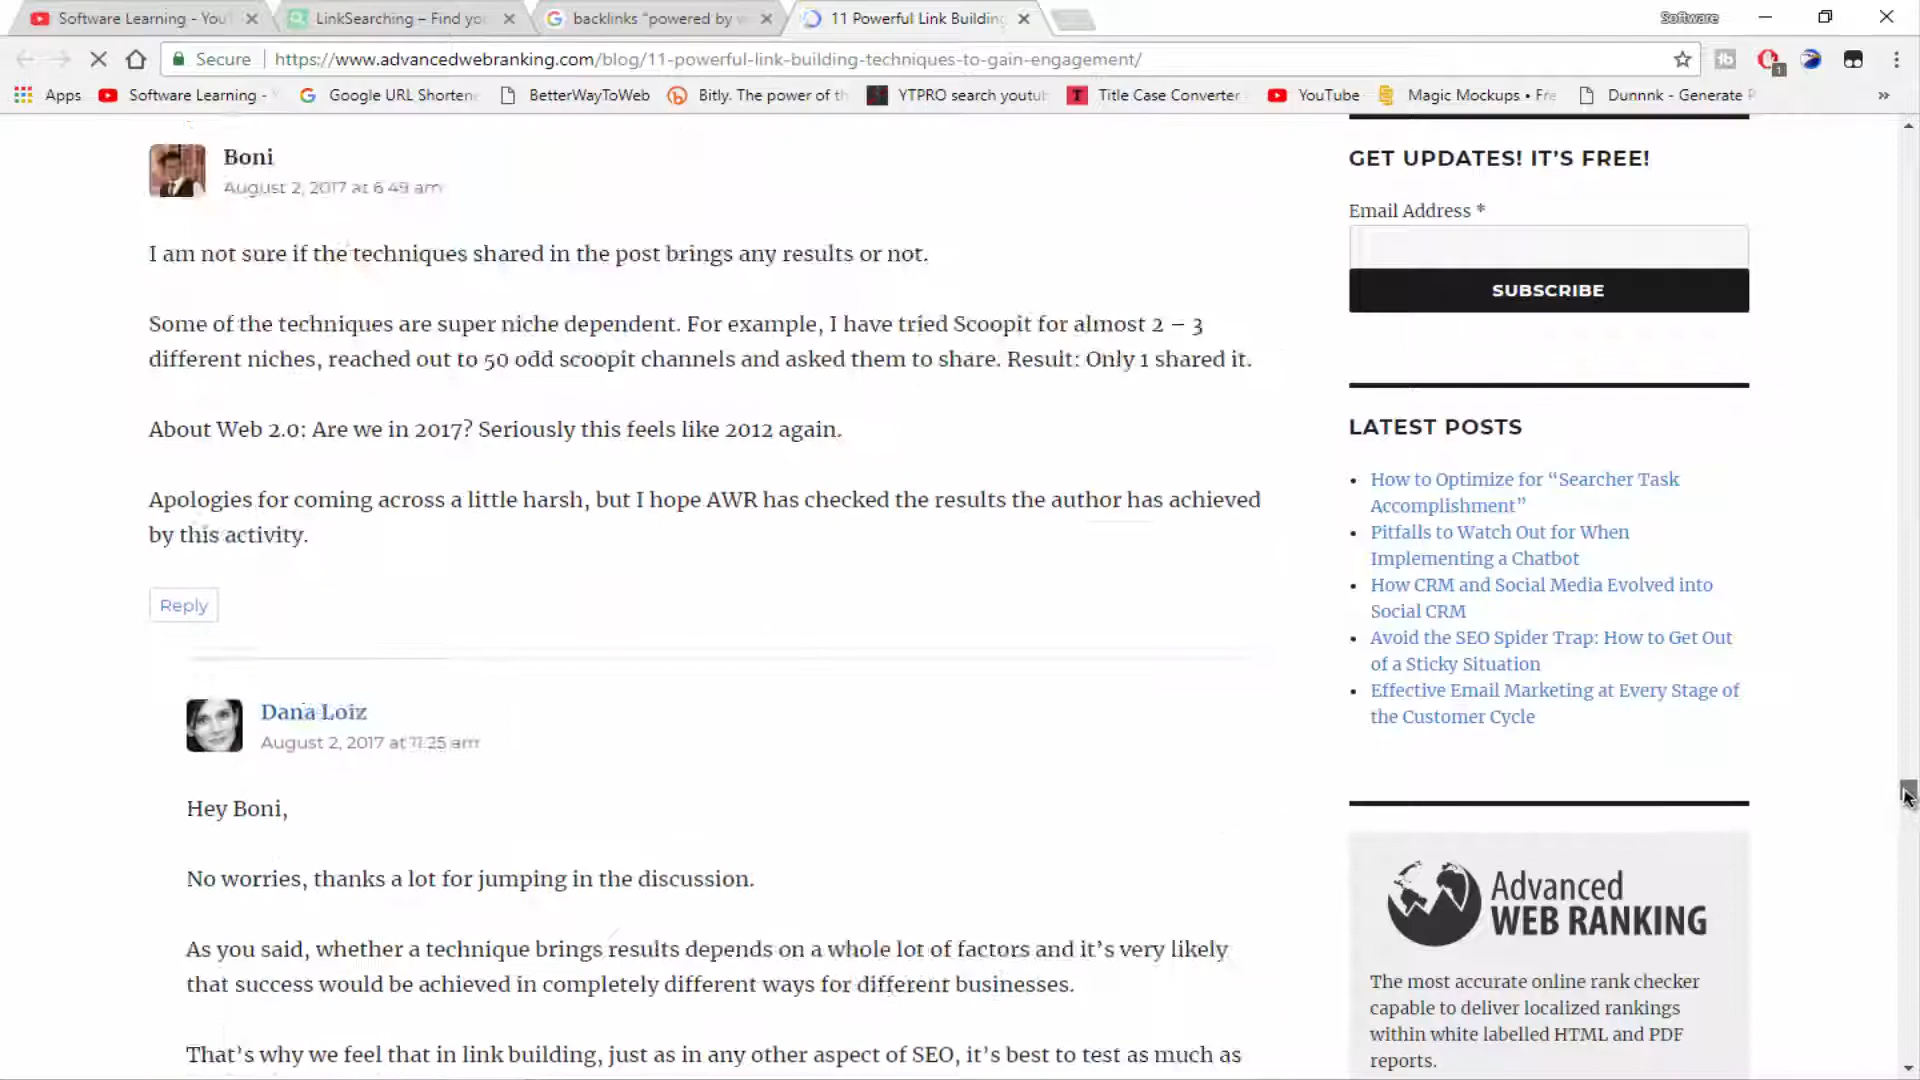 Software Learning - You
LinkSearching – Find yo
backlinks "powered by
11 Powerful Link Building
Software
Secure
https://www.advancedwebranking.com/blog/11-powerful-link-building-techniques-to-gain-engagement/
1
Apps
Software Learning -
Google URL Shortene
BetterWayToWeb
Bitly. The power of th
YTPRO search youtu
Title Case Converter
YouTube
Magic Mockups • Fre
Dunnnk - Generate
»
Boni
August 2, 2017 at 6:49 am
I am not sure if the techniques shared in the post brings any results or not.
Some of the techniques are super niche dependent. For example, I have tried Scoopit for almost 2 – 3
different niches, reached out to 50 odd scoopit channels and asked them to share. Result: Only 1 shared it.
About Web 2.0: Are we in 2017? Seriously this feels like 2012 again.
Apologies for coming across a little harsh, but I hope AWR has checked the results the author has achieved
by this activity.
Reply
Dana Loiz
August 2, 2017 at 11:25 am
Hey Boni,
No worries, thanks a lot for jumping in the discussion.
As you said, whether a technique brings results depends on a whole lot of factors and it's very likely
that success would be achieved in completely different ways for different businesses.
That's why we feel that in link building, just as in any other aspect of SEO, it's best to test as much as
GET UPDATES! IT'S FREE!
Email Address *
SUBSCRIBE
LATEST POSTS
How to Optimize for “Searcher Task
Accomplishment”
Pitfalls to Watch Out for When
Implementing a Chatbot
How CRM and Social Media Evolved into
Social CRM
Avoid the SEO Spider Trap: How to Get Out
of a Sticky Situation
Effective Email Marketing at Every Stage of
the Customer Cycle
Advanced
WEB RANKING
The most accurate online rank checker
capable to deliver localized rankings
within white labelled HTML and PDF
reports.